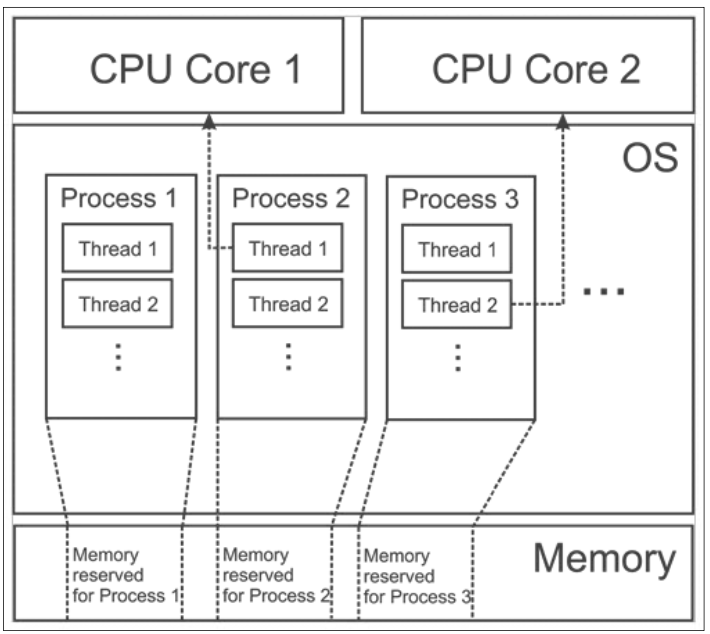 CPU Core 1
CPU Core 2
OS
Process 1
Thread 1
Thread 2
Process 2
Thread 1
Thread 2
Process 3
Thread 1
Thread 2
Memory
reserved
for Process 1
Memory
reserved
for Process 2
Memory
reserved
for Process 3
Memory